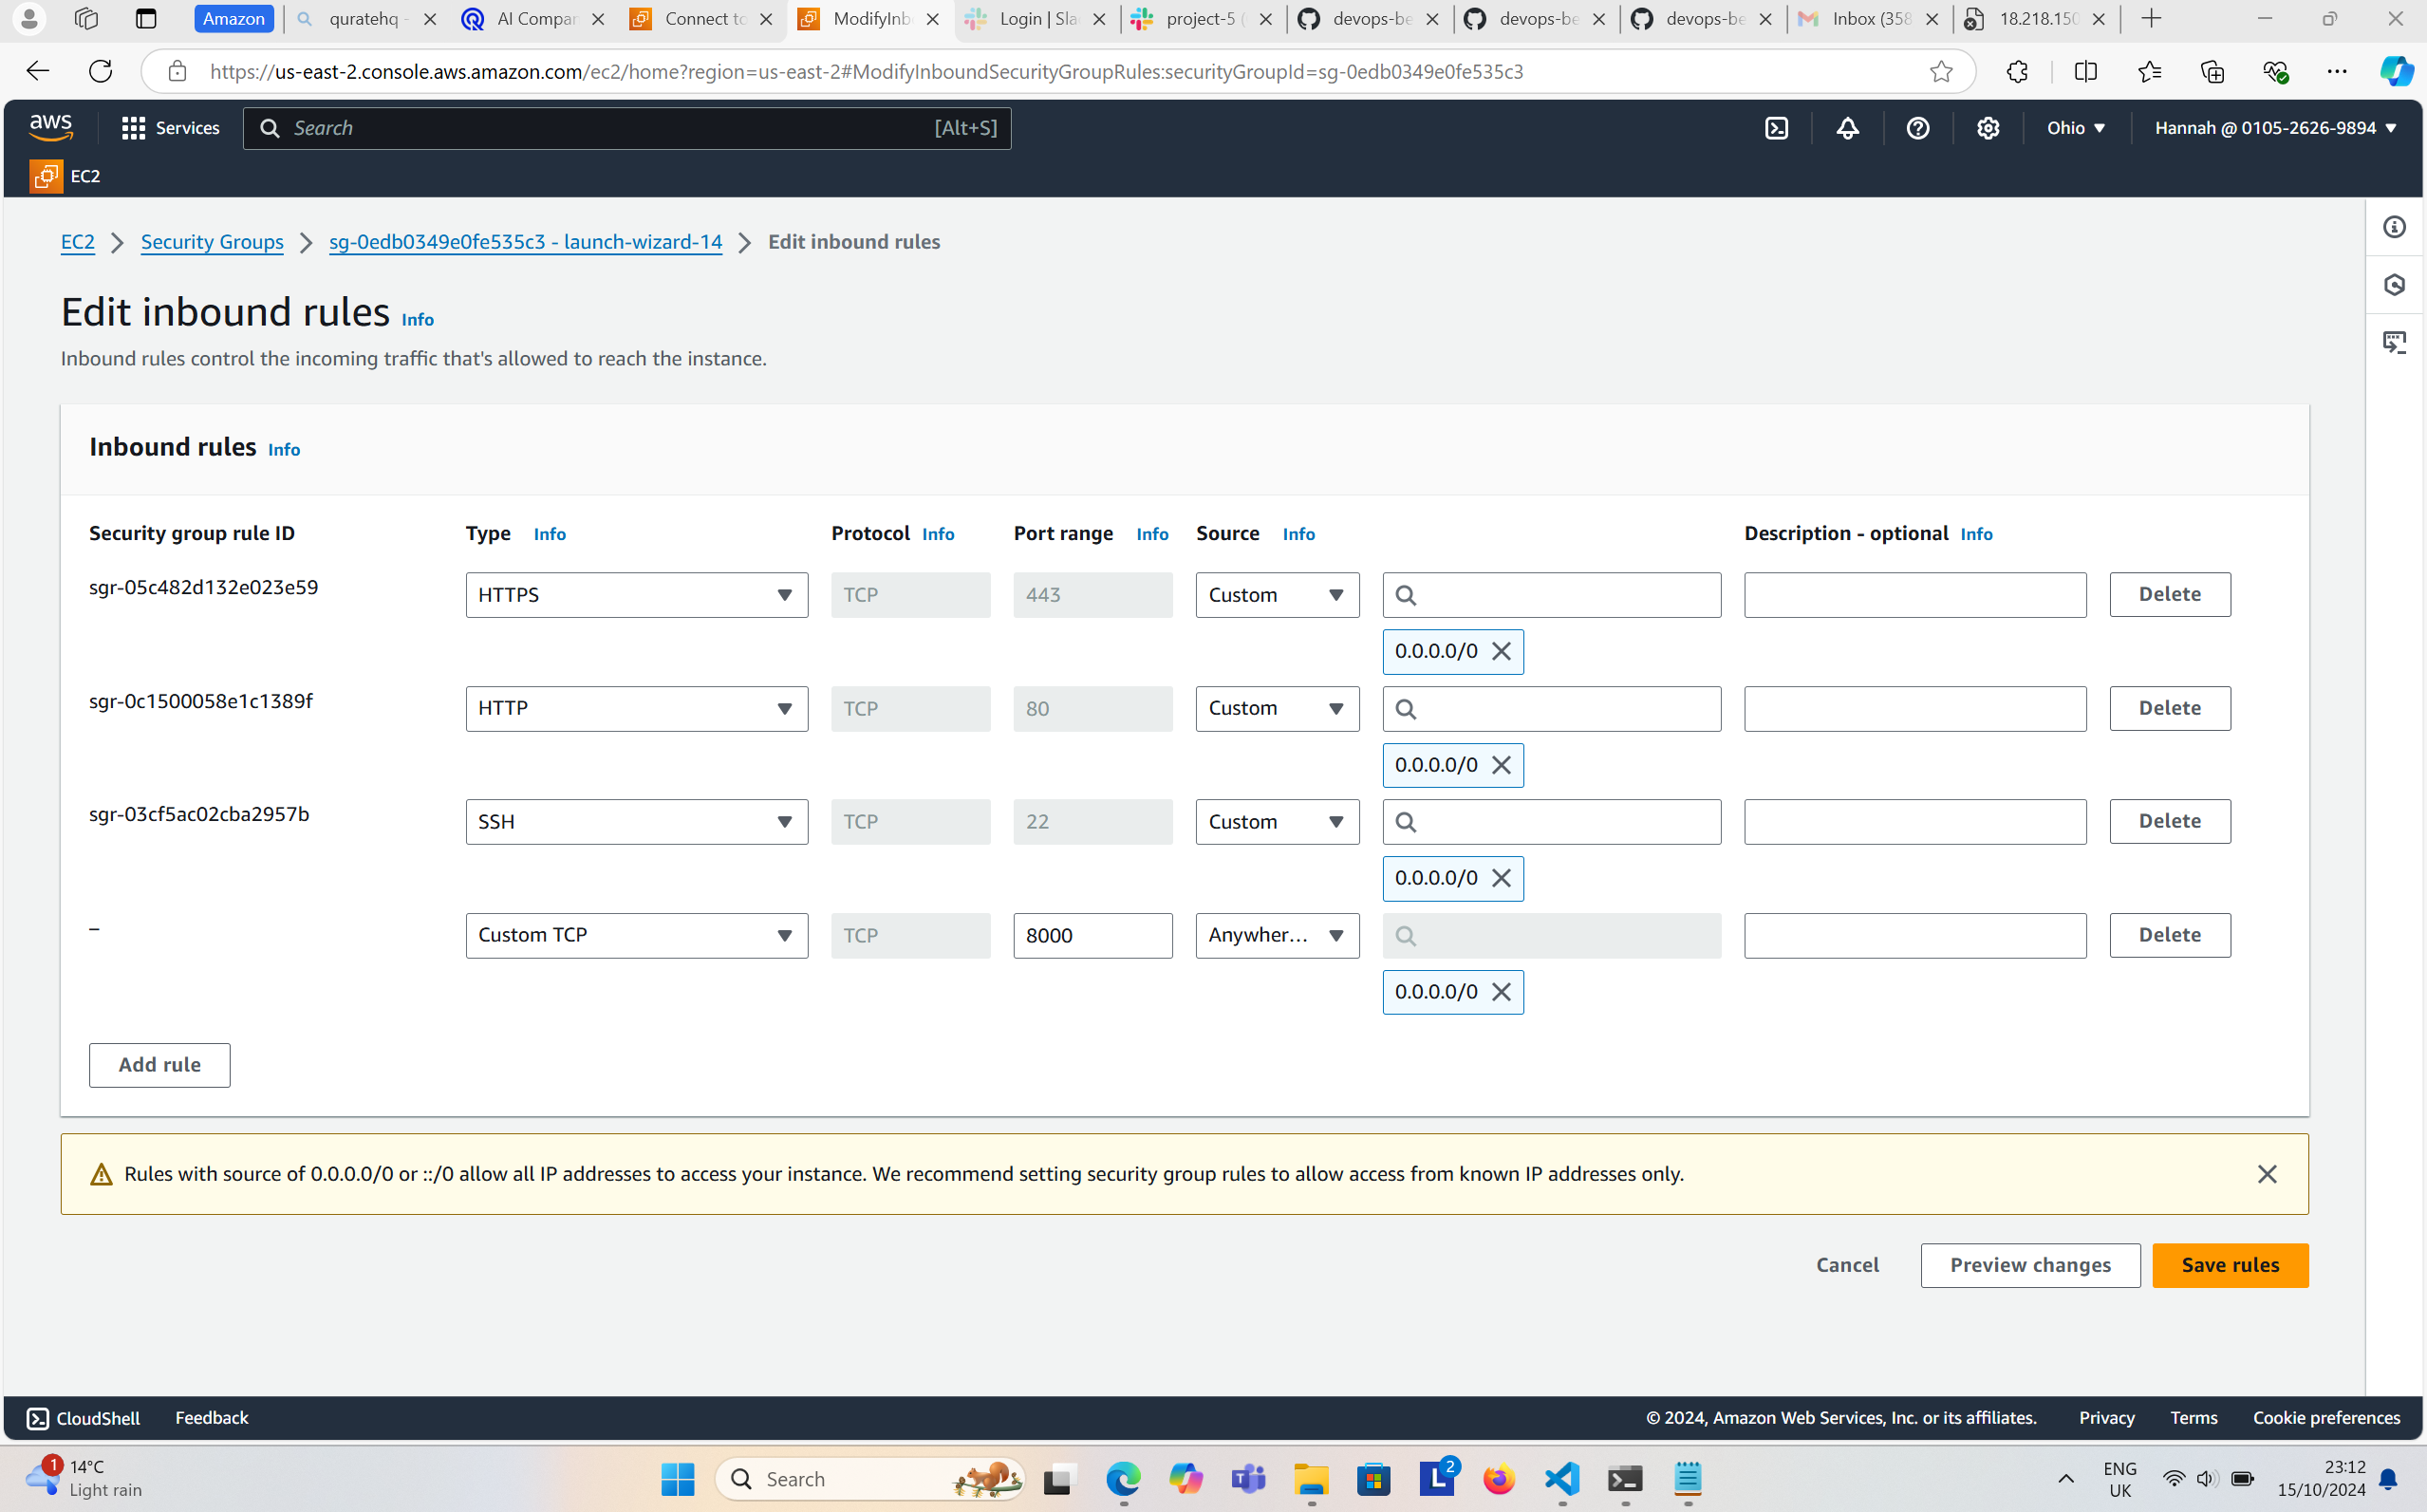 Amazon
quratehq -
AI Compar
Connect to
ModifyInb
Login | Sla
project-5 (
devops-be
devops-be
devops-be
Inbox (358
18.218.150
https://us-east-2.console.aws.amazon.com/ec2/home?region=us-east-2#ModifyInboundSecurityGroupRules:securityGroupId=sg-0edb0349e0fe535c3
aws
Services
Search
[Alt+S]
Ohio
Hannah @ 0105-2626-9894
EC2
EC2
Security Groups
sg-0edb0349e0fe535c3 - launch-wizard-14
Edit inbound rules
Edit inbound rules Info
Inbound rules control the incoming traffic that's allowed to reach the instance.
Inbound rules Info
Security group rule ID
Type Info
Protocol Info
Port range Info
Source Info
Description - optional Info
sgr-05c482d132e023e59
HTTPS
TCP
443
Custom
Delete
0.0.0.0/0
sgr-0c1500058e1c1389f
HTTP
TCP
80
Custom
Delete
0.0.0.0/0
sgr-03cf5ac02cba2957b
SSH
TCP
22
Custom
Delete
0.0.0.0/0
–
Custom TCP
TCP
8000
Anywher...
Delete
0.0.0.0/0
Add rule
Rules with source of 0.0.0.0/0 or ::/0 allow all IP addresses to access your instance. We recommend setting security group rules to allow access from known IP addresses only.
Cancel
Preview changes
Save rules
CloudShell
Feedback
© 2024, Amazon Web Services, Inc. or its affiliates.
Privacy
Terms
Cookie preferences
1
14°C
Light rain
Search
L
2
ENG
UK
23:12
15/10/2024